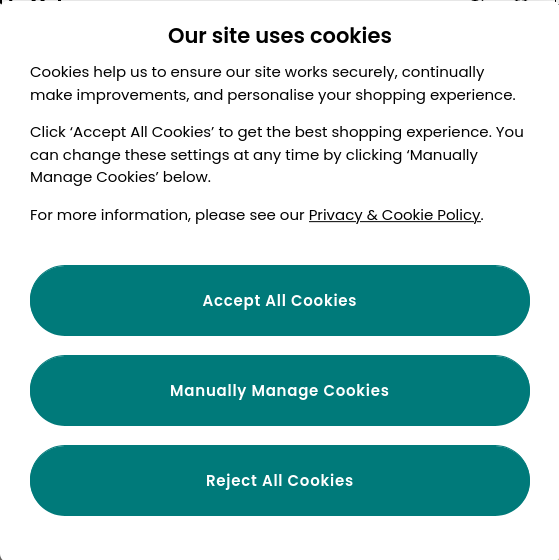 Our site uses cookies
Cookies help us to ensure our site works securely, continually
make improvements, and personalise your shopping experience.
Click ‘Accept All Cookies’ to get the best shopping experience. You
can change these settings at any time by clicking ‘Manually
Manage Cookies’ below.
For more information, please see our Privacy & Cookie Policy.
Accept All Cookies
Manually Manage Cookies
Reject All Cookies